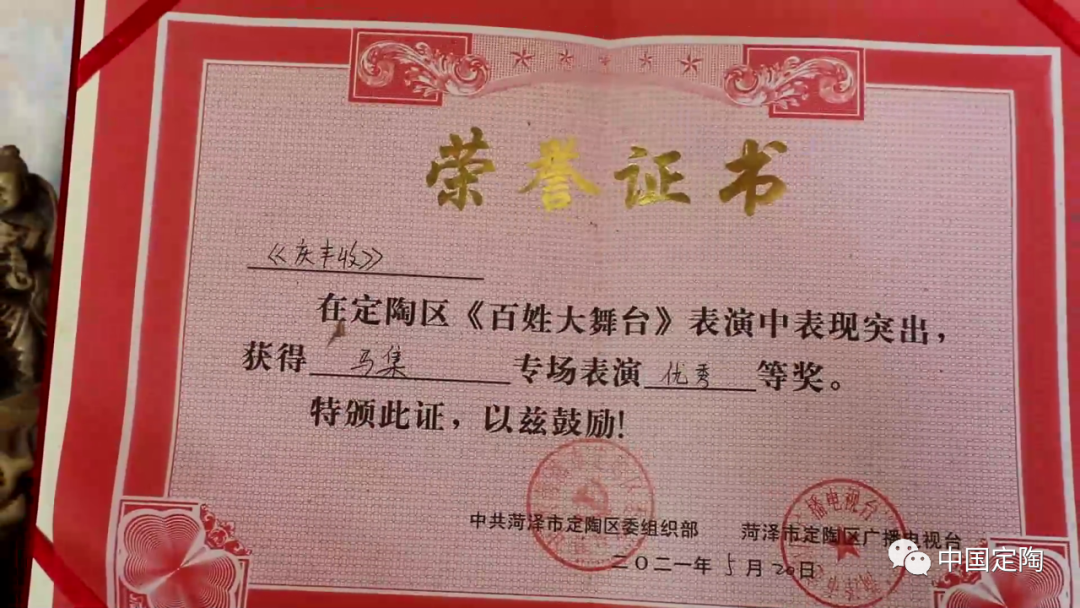 荣誉证书
《庆丰收》
在定陶区《百姓大舞台》表演中表现突出，
获得 马集 专场表演 优秀 等奖。
特颁此证，以兹鼓励!
中共菏泽市定陶区委组织部 菏泽市定陶区广播电视台
二〇二一年 5 月 20 日
中国定陶